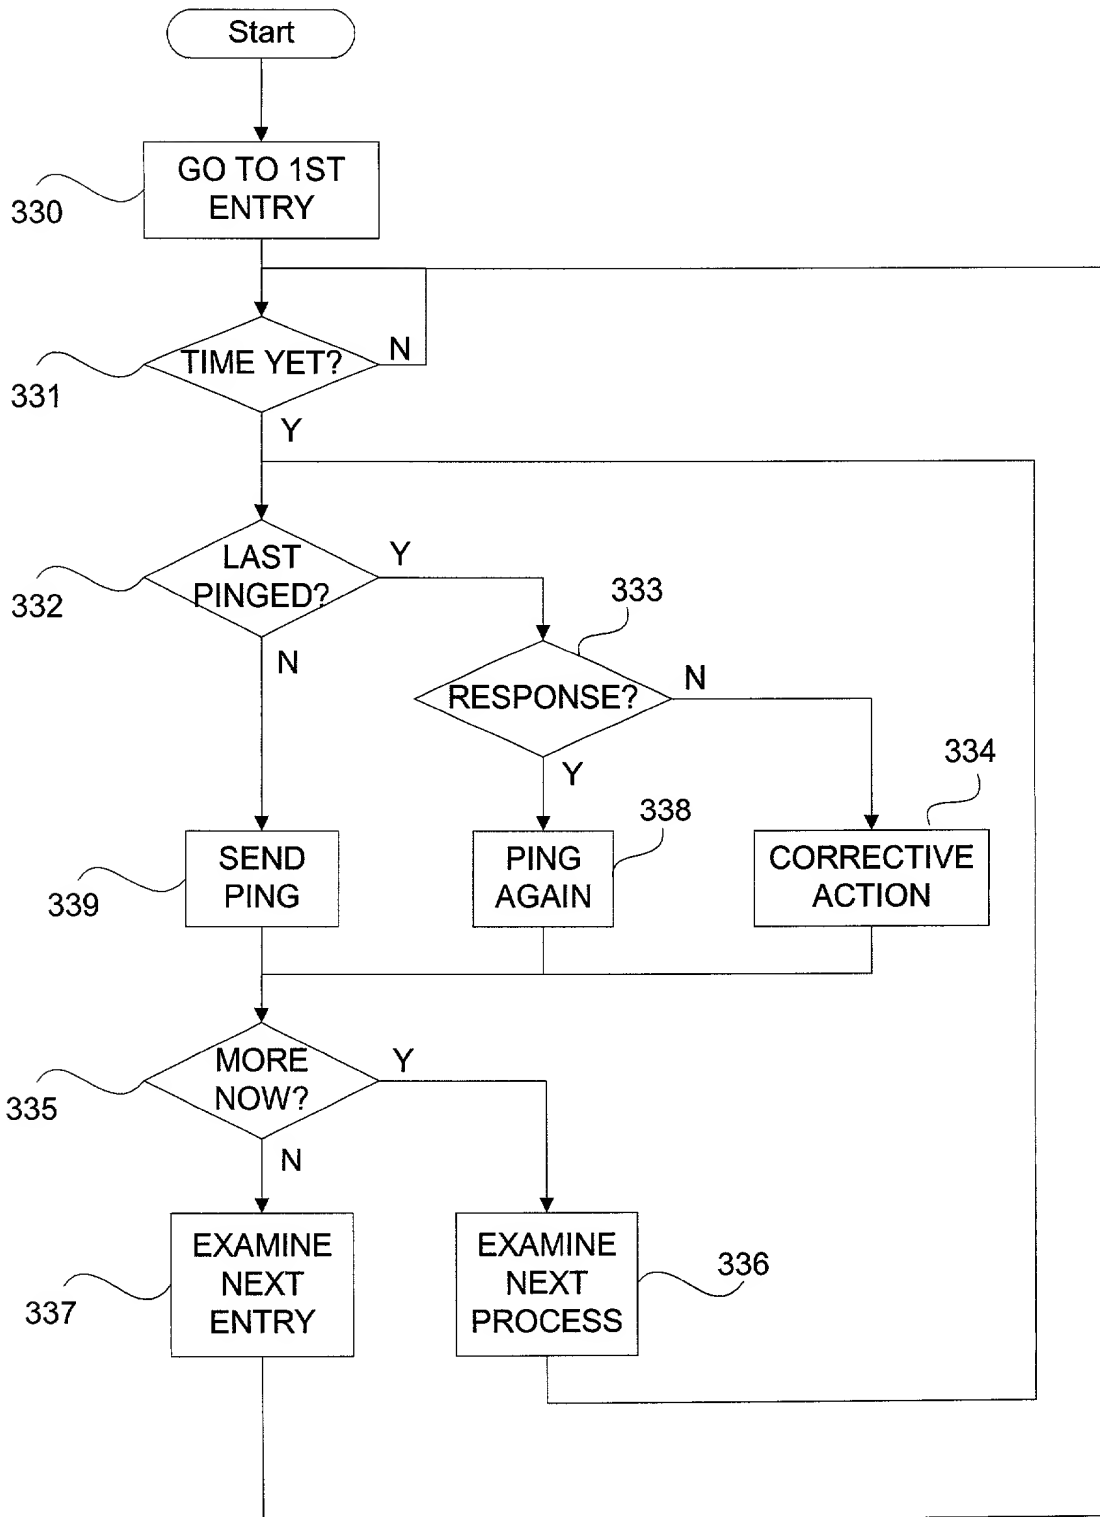 Start
GO TO 1ST
ENTRY
330
TIME YET?
N
331
Y
LAST
PINGED?
Y
332
333
N
RESPONSE?
N
334
Y
338
SEND
PING
PING
AGAIN
CORRECTIVE
ACTION
339
MORE
NOW?
Y
335
N
EXAMINE
NEXT
ENTRY
EXAMINE
NEXT
PROCESS
336
337